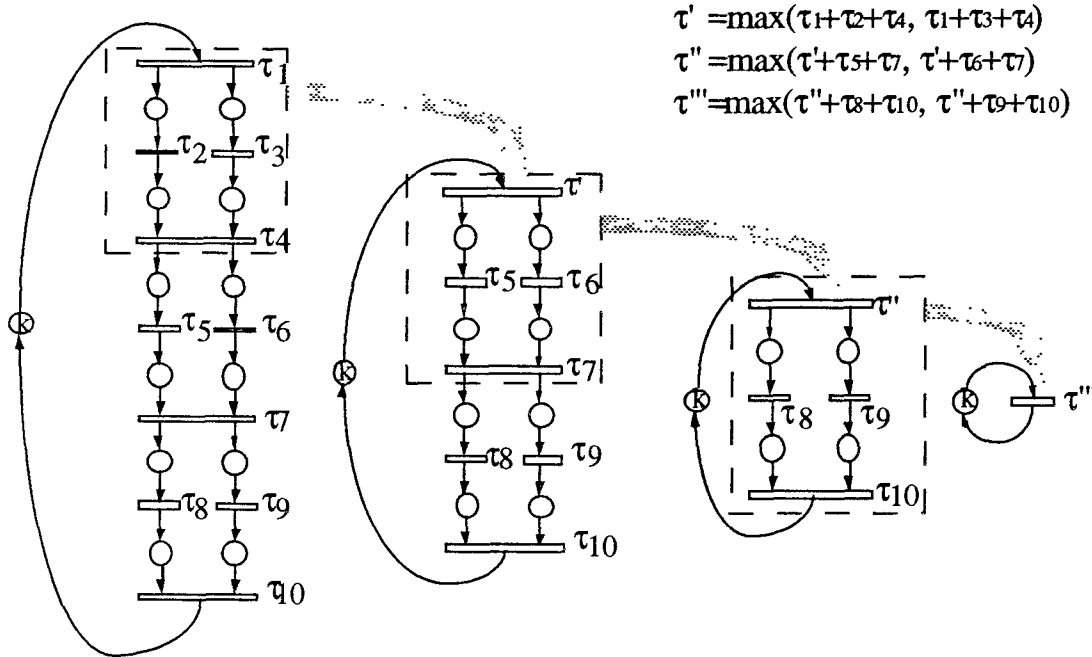 τ' =max(τ1+τ2+τ4, τ1+τ3+τ4)
τ'' =max(τ'+τ5+τ7, τ'+τ6+τ7)
τ'''=max(τ''+τ8+τ10, τ''+τ9+τ10)
τ1
τ2 τ3
τ4
k
τ5 τ6
τ7
τ8 τ9
τ10
τ'
τ5 τ6
k
τ7
τ8 τ9
τ10
τ''
k
τ8 τ9
τ10
k
τ''